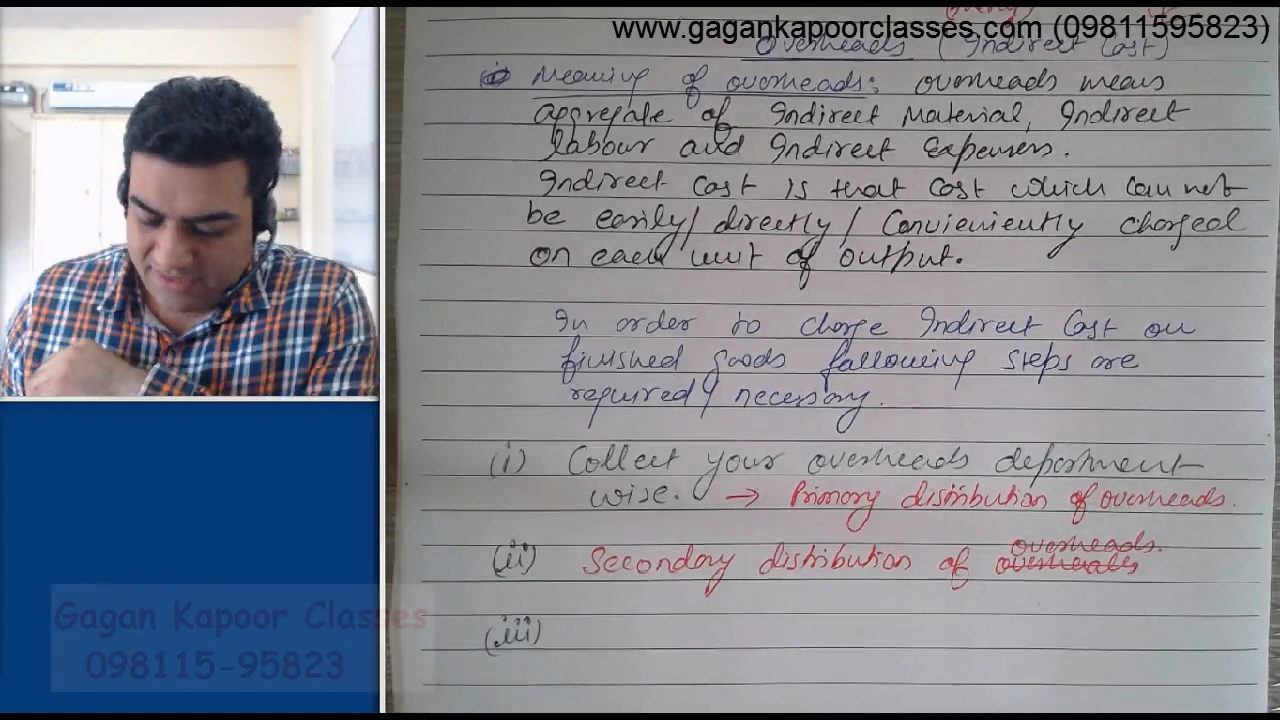 www.gagankapoorclasses.com (09811595823)
Overheads (Indirect Cost)
Meaning of overheads: overheads means
aggregate of Indirect Material, Indirect
labour and Indirect Expenses.
Indirect cost is that cost which can not
be easily/directly/Convieniently charged
on each unit of output.
In order to charge Indirect Cost on
finished goods following steps are
required/necessary.
(i) Collect your overheads department
wise. → Primary distribution of overheads.
overheads.
(ii) Secondary distribution of overheads
(iii)
Gagan Kapoor Classes
098115-95823